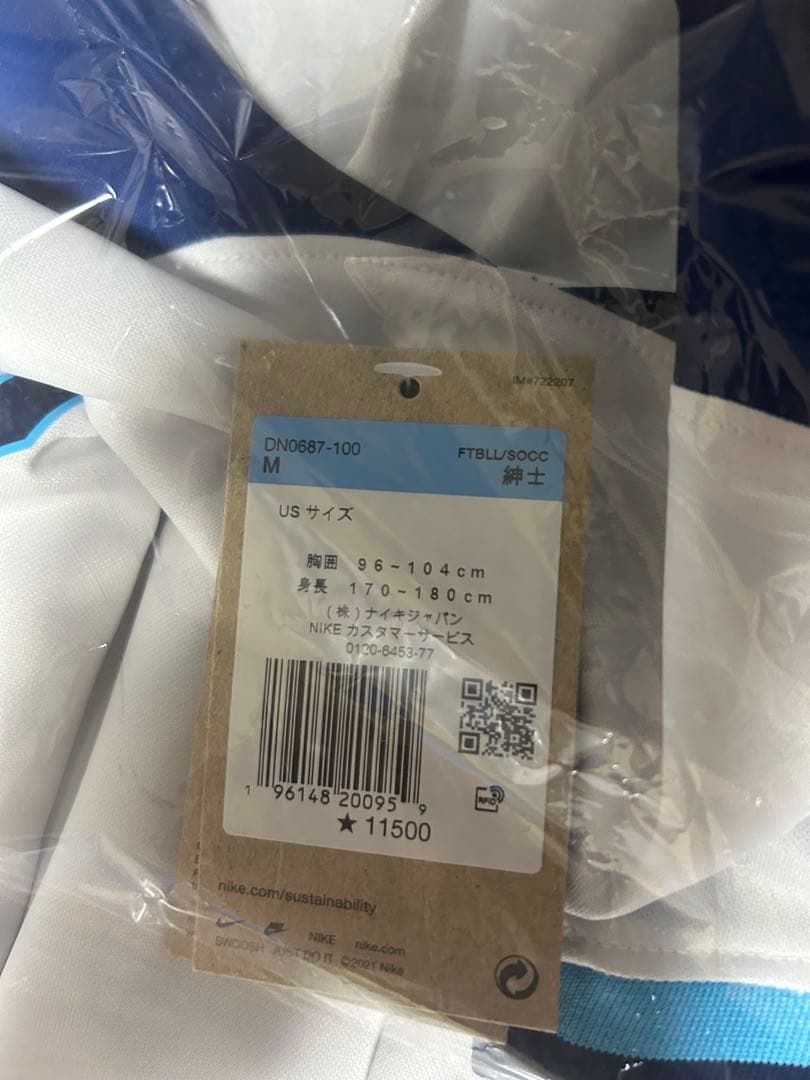 IM#722207
DN0687-100
M
FTBLL/SOCC
紳士
US サイズ
胸囲 96~104cm
身長 170~180cm
(株)ナイキジャパン
NIKE カスタマーサービス
0120-6453-77
1 96148 20095 9
★11500
RFID
nike.com/sustainability
NIKE nike.com
SWOOSH JUST DO IT ©2021 Nike